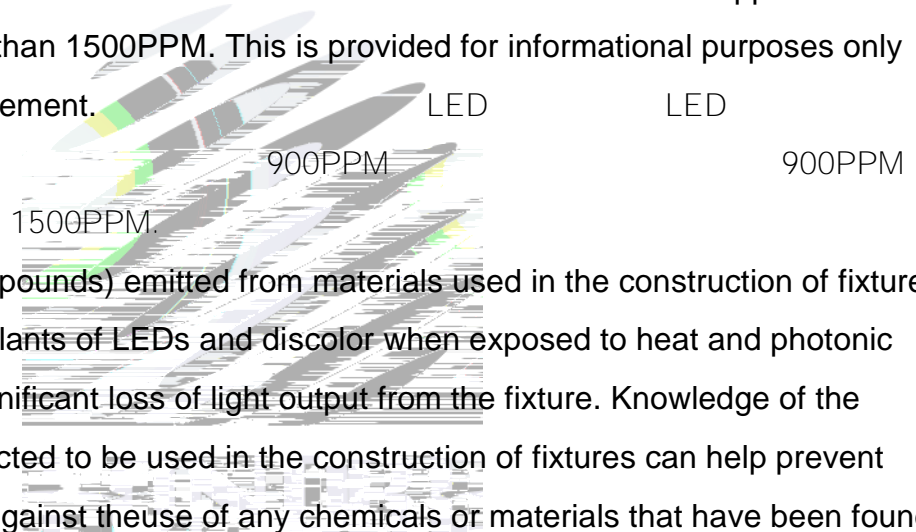 than 1500PPM. This is provided for informational purposes only
ement. LED LED
900PPM 900PPM
1500PPM.
pounds) emitted from materials used in the construction of fixture
lants of LEDs and discolor when exposed to heat and photonic
nificant loss of light output from the fixture. Knowledge of the
cted to be used in the construction of fixtures can help prevent
gainst theuse of any chemicals or materials that have been foun